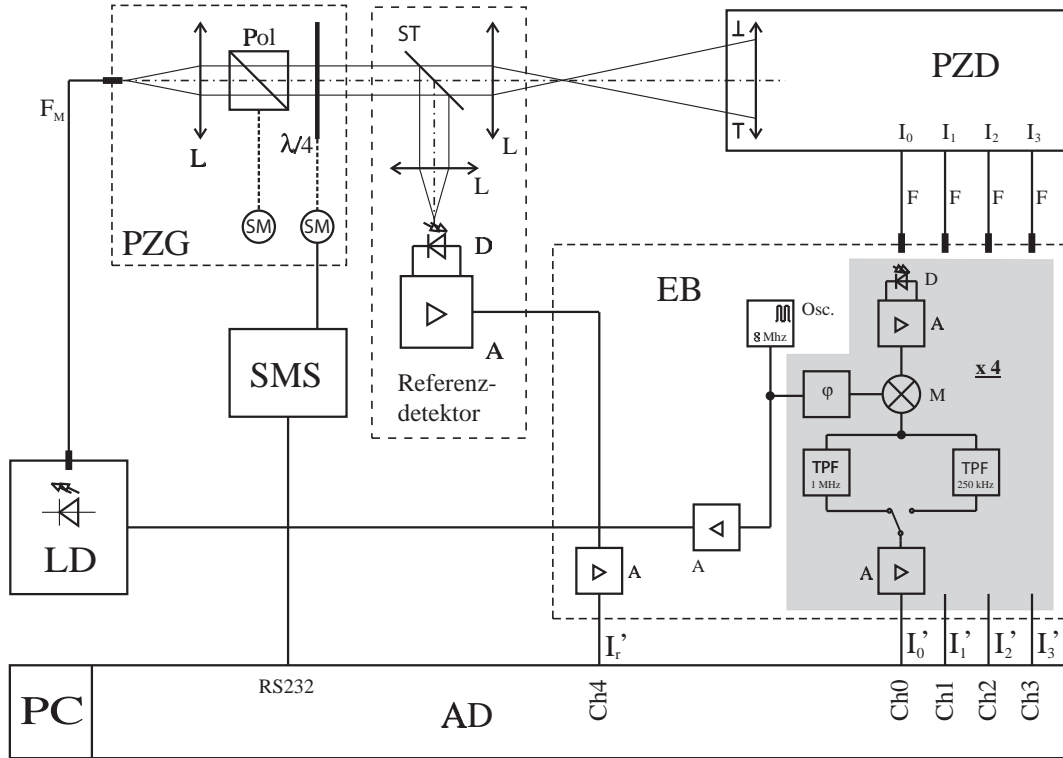 Pol
ST
PZD
F_M
L
λ/4
L
L
I_0 I_1 I_2 I_3
F F F F
SM SM
PZG
D
A
Referenz-
detektor
EB
Osc.
8 Mhz
D
A
x 4
φ
M
TPF
1 MHz
TPF
250 kHz
SMS
LD
A
A
A
I_r'
I_0' I_1' I_2' I_3'
PC
RS232
AD
Ch4
Ch0
Ch1
Ch2
Ch3